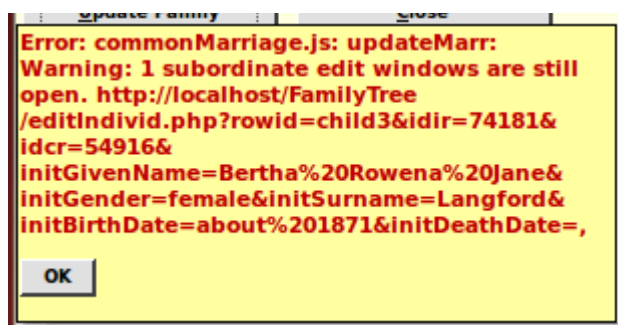 Update Family Close
Error: commonMarriage.js: updateMarr:
Warning: 1 subordinate edit windows are still
open. http://localhost/FamilyTree
/editIndivid.php?rowid=child3&idir=74181&
idcr=54916&
initGivenName=Bertha%20Rowena%20Jane&
initGender=female&initSurname=Langford&
initBirthDate=about%201871&initDeathDate=,
OK